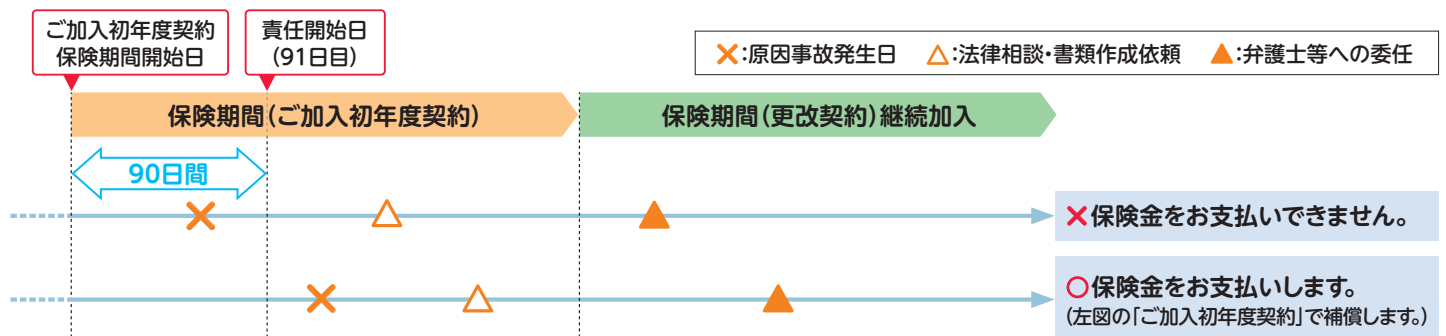 ご加入初年度契約
保険期間開始日
責任開始日
(91日目)
✕:原因事故発生日 △:法律相談・書類作成依頼 ▲:弁護士等への委任
保険期間(ご加入初年度契約)
保険期間(更改契約)継続加入
90日間
✕保険金をお支払いできません。
○保険金をお支払いします。
(左図の「ご加入初年度契約」で補償します。)